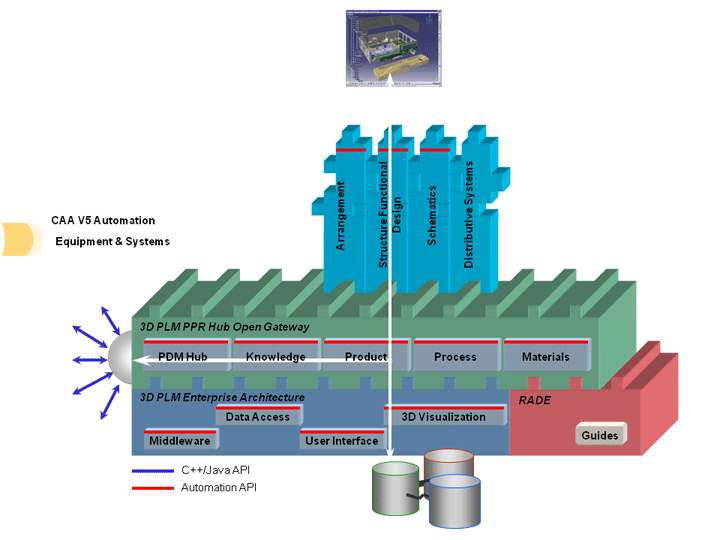 CAA V5 Automation
Equipment & Systems
Arrangement
Structure Functional
Design
Schematics
Distributive Systems
3D PLM PPR Hub Open Gateway
PDM Hub
Knowledge
Product
Process
Materials
3D PLM Enterprise Architecture
Data Access
3D Visualization
Middleware
User Interface
RADE
Guides
C++/Java API
Automation API